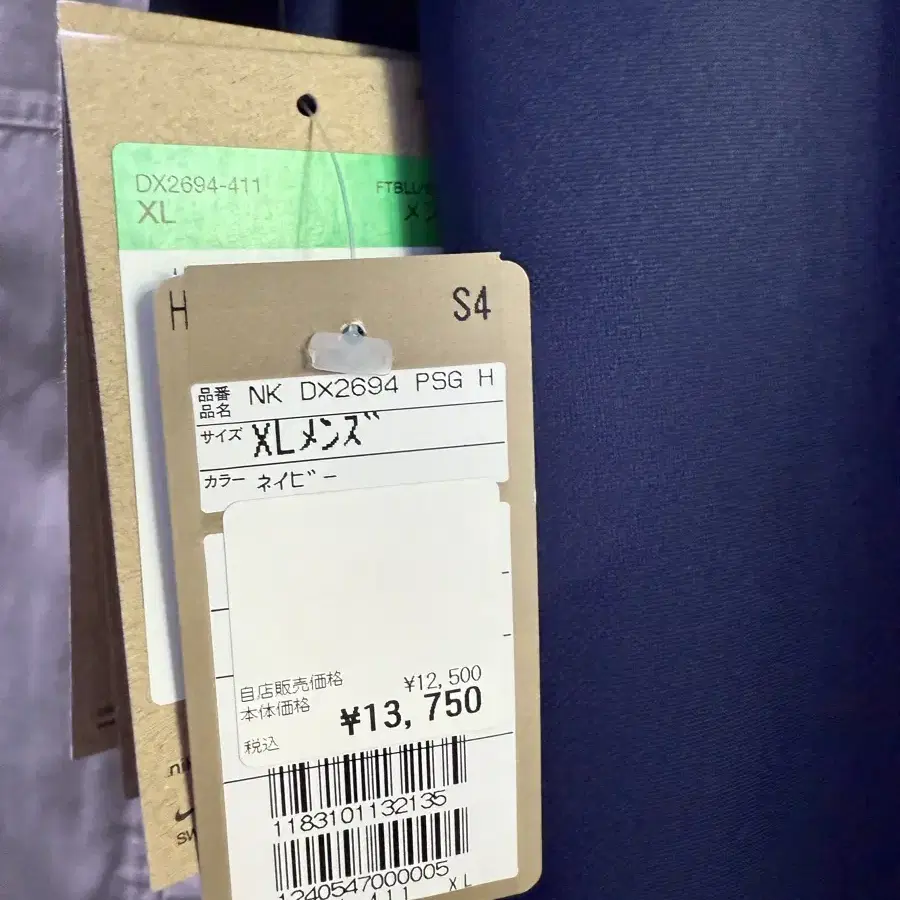 DX2694-411
XL
FTBLL/
メン
H
S4
品番
品名
NK DX2694 PSG H
サイズ XLメンズ
カラー ネイビー
自店販売価格
本体価格 ¥12,500
税込 ¥13,750
1183101132135
1240547000005
411 XL